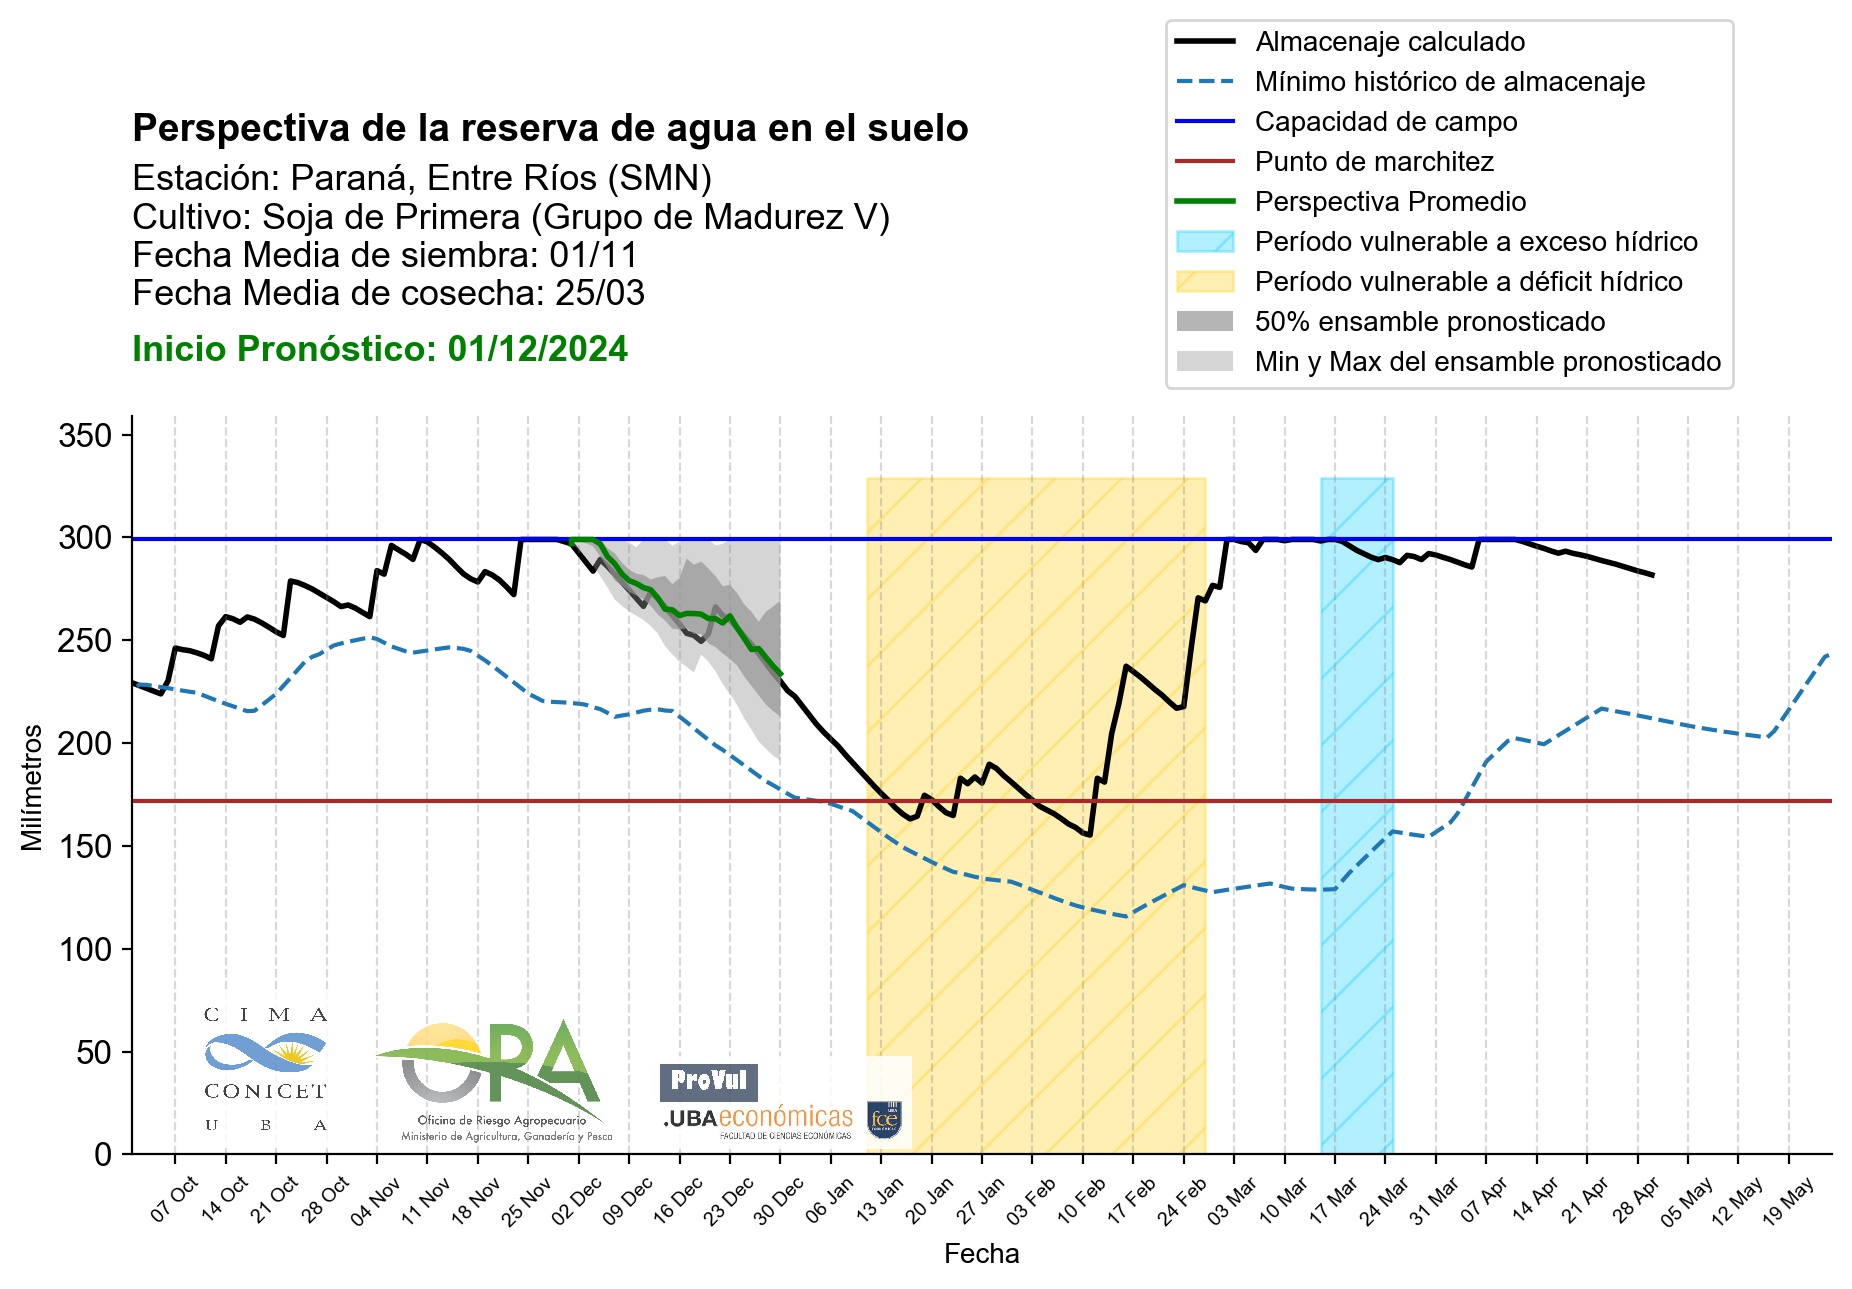 Almacenaje calculado
Mínimo histórico de almacenaje
Capacidad de campo
Punto de marchitez
Perspectiva Promedio
Período vulnerable a exceso hídrico
Período vulnerable a déficit hídrico
50% ensamble pronosticado
Min y Max del ensamble pronosticado
Perspectiva de la reserva de agua en el suelo
Estación: Paraná, Entre Ríos (SMN)
Cultivo: Soja de Primera (Grupo de Madurez V)
Fecha Media de siembra: 01/11
Fecha Media de cosecha: 25/03
Inicio Pronóstico: 01/12/2024
Milímetros
350
300
250
200
150
100
50
0
CIMA
CONICET
UBA
ORA
Oficina de Riesgo Agropecuario
Ministerio de Agricultura, Ganadería y Pesca
ProVul
.UBAeconómicas
FACULTAD DE CIENCIAS ECONÓMICAS
UBA
fce
07 Oct
14 Oct
21 Oct
28 Oct
04 Nov
11 Nov
18 Nov
25 Nov
02 Dec
09 Dec
16 Dec
23 Dec
30 Dec
06 Jan
13 Jan
20 Jan
27 Jan
03 Feb
10 Feb
17 Feb
24 Feb
03 Mar
10 Mar
17 Mar
24 Mar
31 Mar
07 Apr
14 Apr
21 Apr
28 Apr
05 May
12 May
19 May
Fecha